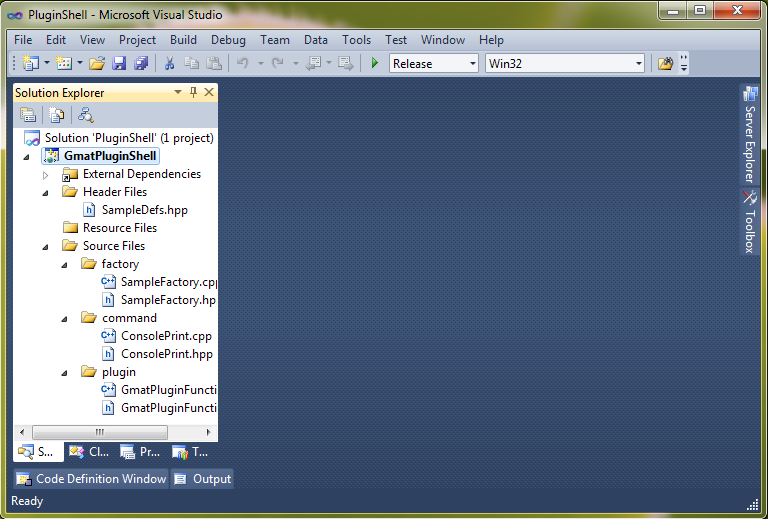 PluginShell - Microsoft Visual Studio
File Edit View Project Build Debug Team Data Tools Test Window Help
Release Win32
Solution Explorer
Solution 'PluginShell' (1 project)
GmatPluginShell
External Dependencies
Header Files
SampleDefs.hpp
Resource Files
Source Files
factory
SampleFactory.cpp
SampleFactory.hp
command
ConsolePrint.cpp
ConsolePrint.hpp
plugin
GmatPluginFuncti
GmatPluginFuncti
S... Cl... Pr... T...
Server Explorer
Toolbox
Code Definition Window Output
Ready